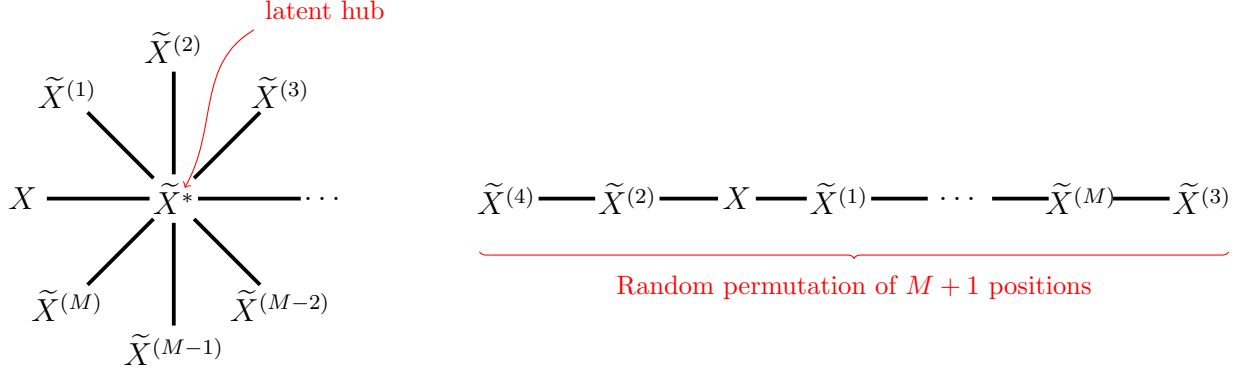 latent hub
X̃⁽²⁾
X̃⁽¹⁾ X̃⁽³⁾
X X̃* ⋯
X̃⁽ᴹ⁾ X̃⁽ᴹ⁻²⁾
X̃⁽ᴹ⁻¹⁾
X̃⁽⁴⁾ X̃⁽²⁾ X X̃⁽¹⁾ ⋯ X̃⁽ᴹ⁾ X̃⁽³⁾
Random permutation of M + 1 positions